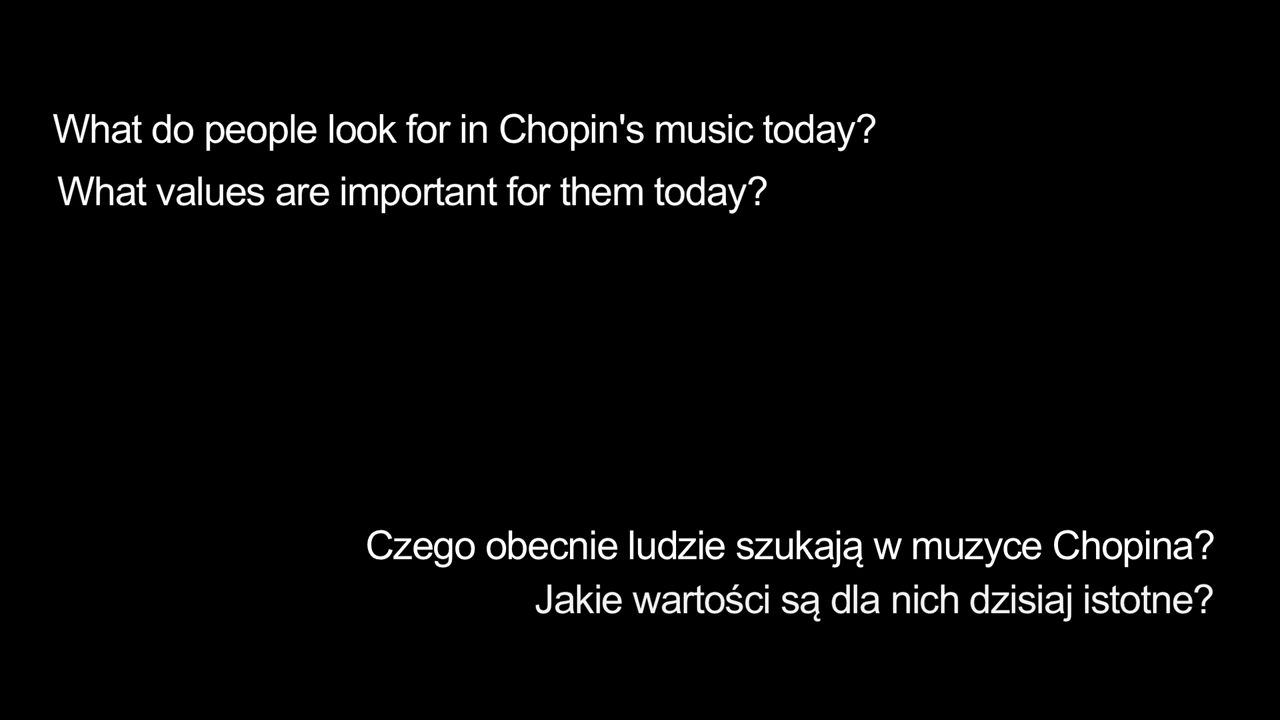 What do people look for in Chopin's music today?
What values are important for them today?
Czego obecnie ludzie szukają w muzyce Chopina?
Jakie wartości są dla nich dzisiaj istotne?